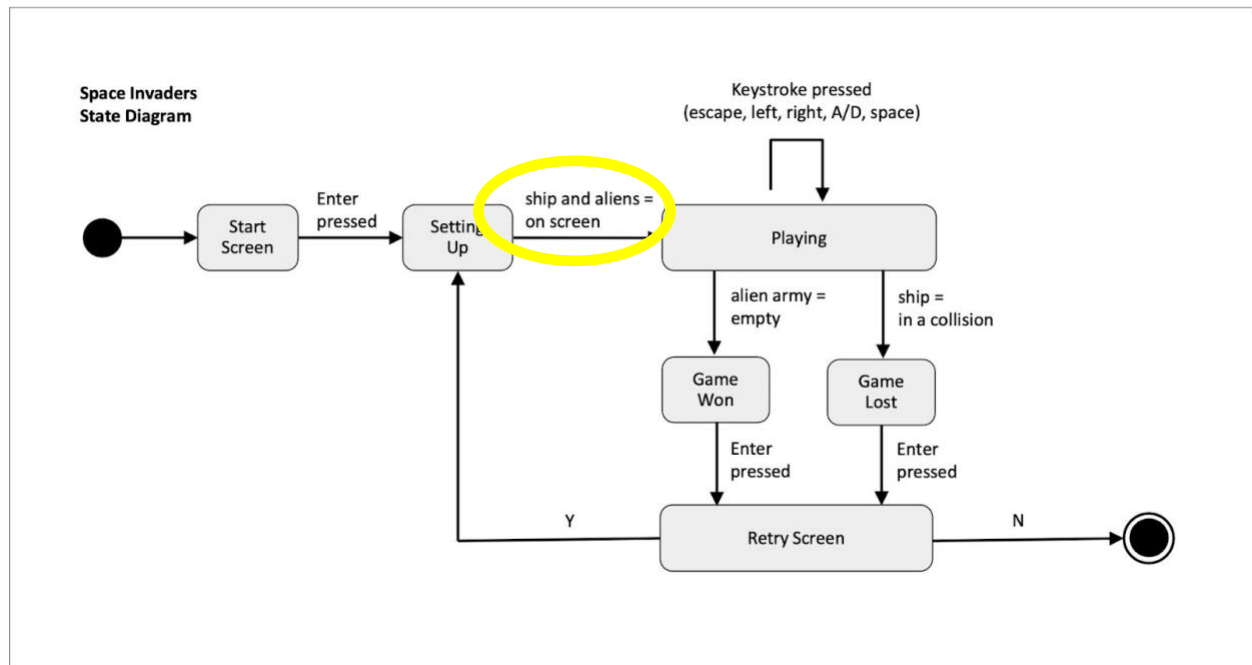 Space Invaders
State Diagram
Keystroke pressed
(escape, left, right, A/D, space)
Start
Screen
Enter
pressed
Setting
Up
ship and aliens =
on screen
Playing
alien army =
empty
ship =
in a collision
Game
Won
Game
Lost
Enter
pressed
Enter
pressed
Y
Retry Screen
N